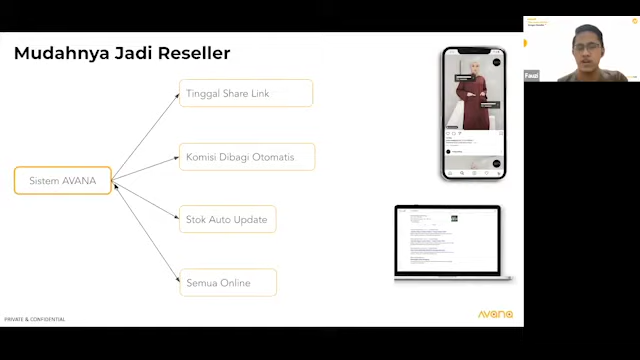 Mudahnya Jadi Reseller
Tinggal Share Link
Komisi Dibagi Otomatis
Sistem AVANA
Stok Auto Update
Semua Online
PRIVATE & CONFIDENTIAL
AVANA
Fauzi